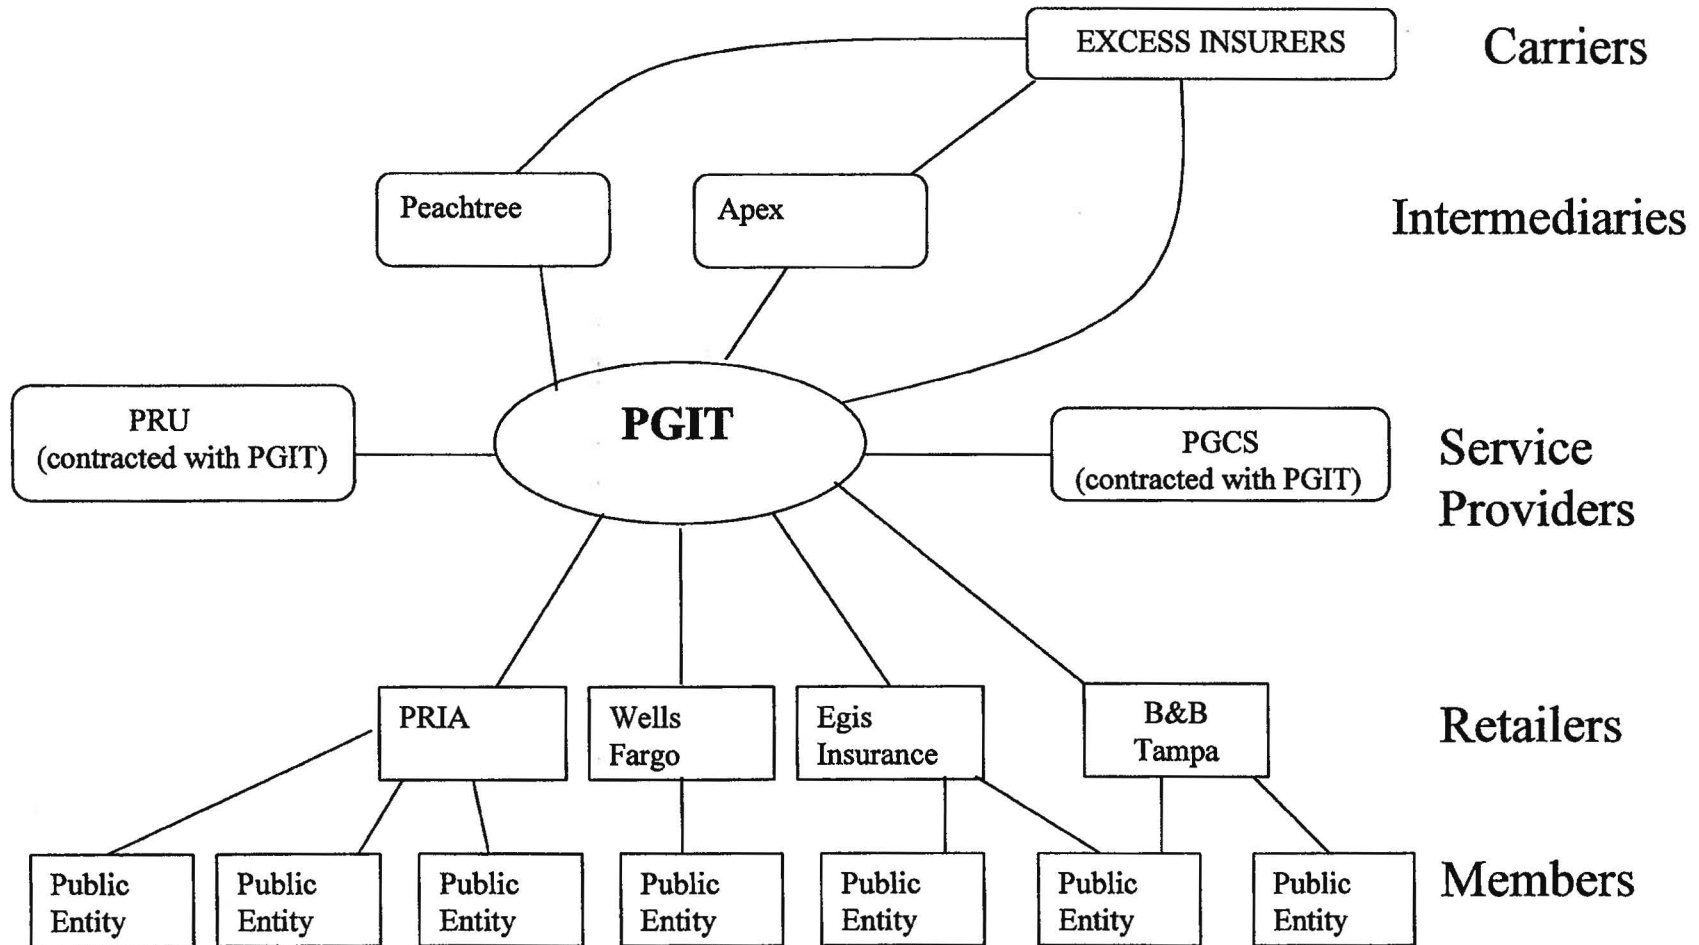 EXCESS INSURERS
Carriers
Peachtree
Apex
Intermediaries
PGIT
PRU
(contracted with PGIT)
PGCS
(contracted with PGIT)
Service
Providers
PRIA
Wells
Fargo
Egis
Insurance
B&B
Tampa
Retailers
Public
Entity
Public
Entity
Public
Entity
Public
Entity
Public
Entity
Public
Entity
Public
Entity
Members